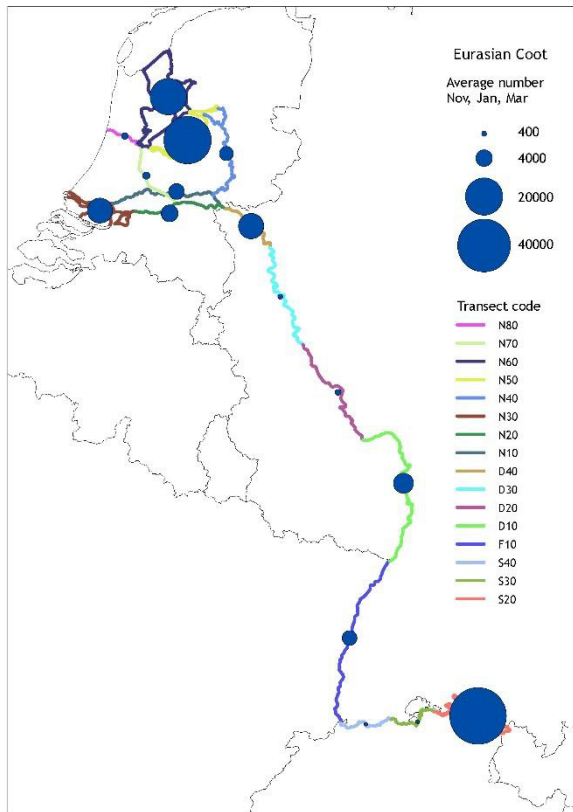 Eurasian Coot
Average number
Nov, Jan, Mar
400
4000
20000
40000
Transect code
N80
N70
N60
N50
N40
N30
N20
N10
D40
D30
D20
D10
F10
S40
S30
S20